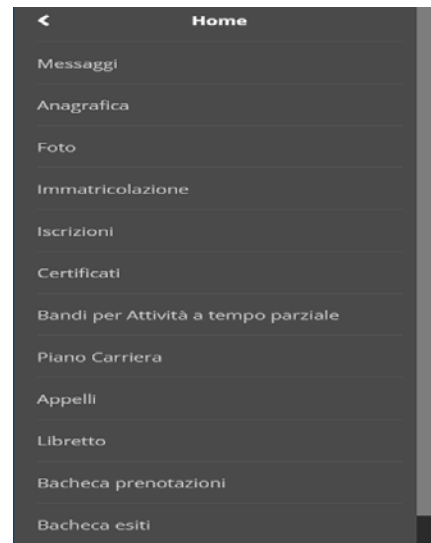 Home
Messaggi
Anagrafica
Foto
Immatricolazione
Iscrizioni
Certificati
Bandi per Attività a tempo parziale
Piano Carriera
Appelli
Libretto
Bacheca prenotazioni
Bacheca esiti